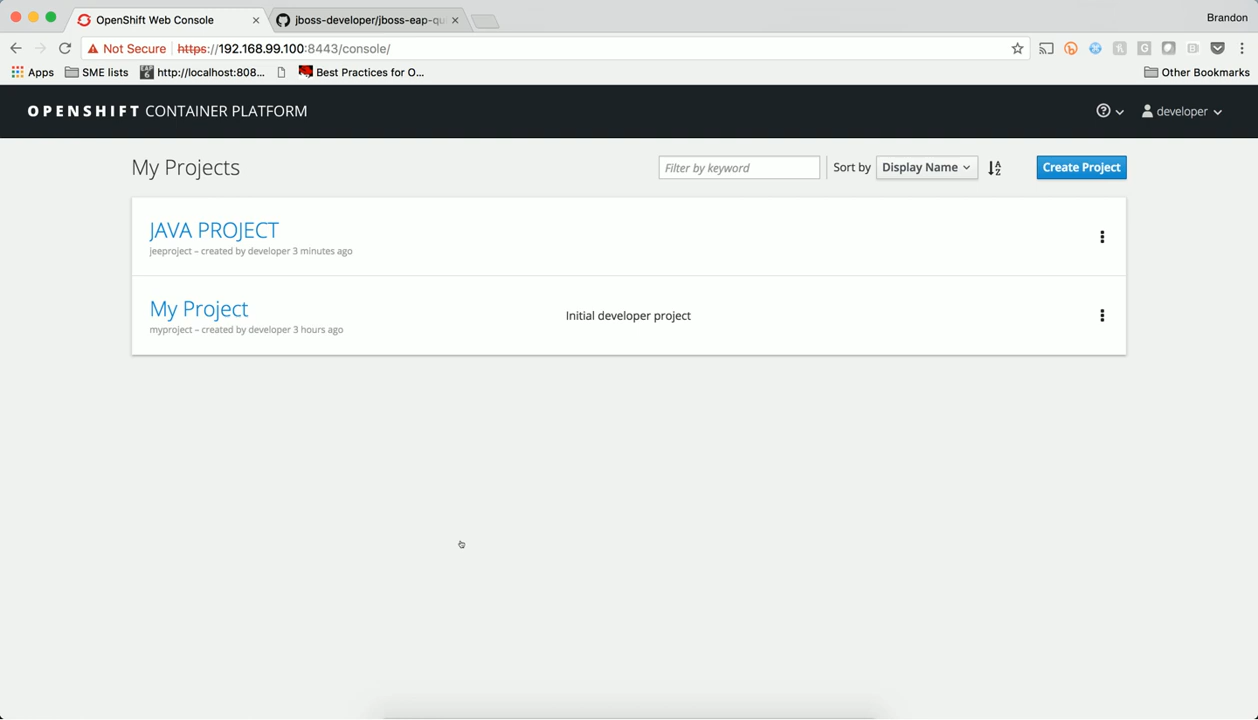 OpenShift Web Console
jboss-developer/jboss-eap-qu
Brandon
Not Secure https://192.168.99.100:8443/console/
Apps SME lists http://localhost:808... Best Practices for O... Other Bookmarks
OPENSHIFT CONTAINER PLATFORM
developer
My Projects
Filter by keyword
Sort by Display Name
Create Project
JAVA PROJECT
jeeproject – created by developer 3 minutes ago
My Project
myproject – created by developer 3 hours ago
Initial developer project